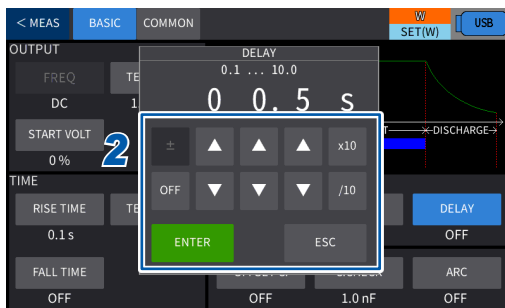 < MEAS BASIC COMMON W SET(W) USB
OUTPUT
FREQ
DC
START VOLT
0 %
TIME
RISE TIME
0.1 s
FALL TIME
OFF
DELAY
0.1 ... 10.0
0 0. 5 s
2
± ▲ ▲ ▲ x10
OFF ▼ ▼ ▼ /10
ENTER ESC
DISCHARGE
DELAY
OFF
ARC
OFF 1.0 nF OFF